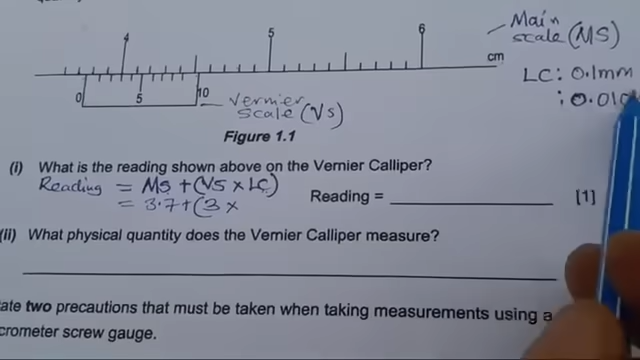 Main
scale (MS)
4 5 6
cm
LC: 0.1mm
: 0.01
0 5 10
Vernier
scale (VS)
Figure 1.1
(i) What is the reading shown above on the Vernier Calliper?
Reading = MS + (VS × LC)
Reading = [1]
= 3.7 + (3 ×
(ii) What physical quantity does the Vernier Calliper measure?
ate two precautions that must be taken when taking measurements using a
crometer screw gauge.